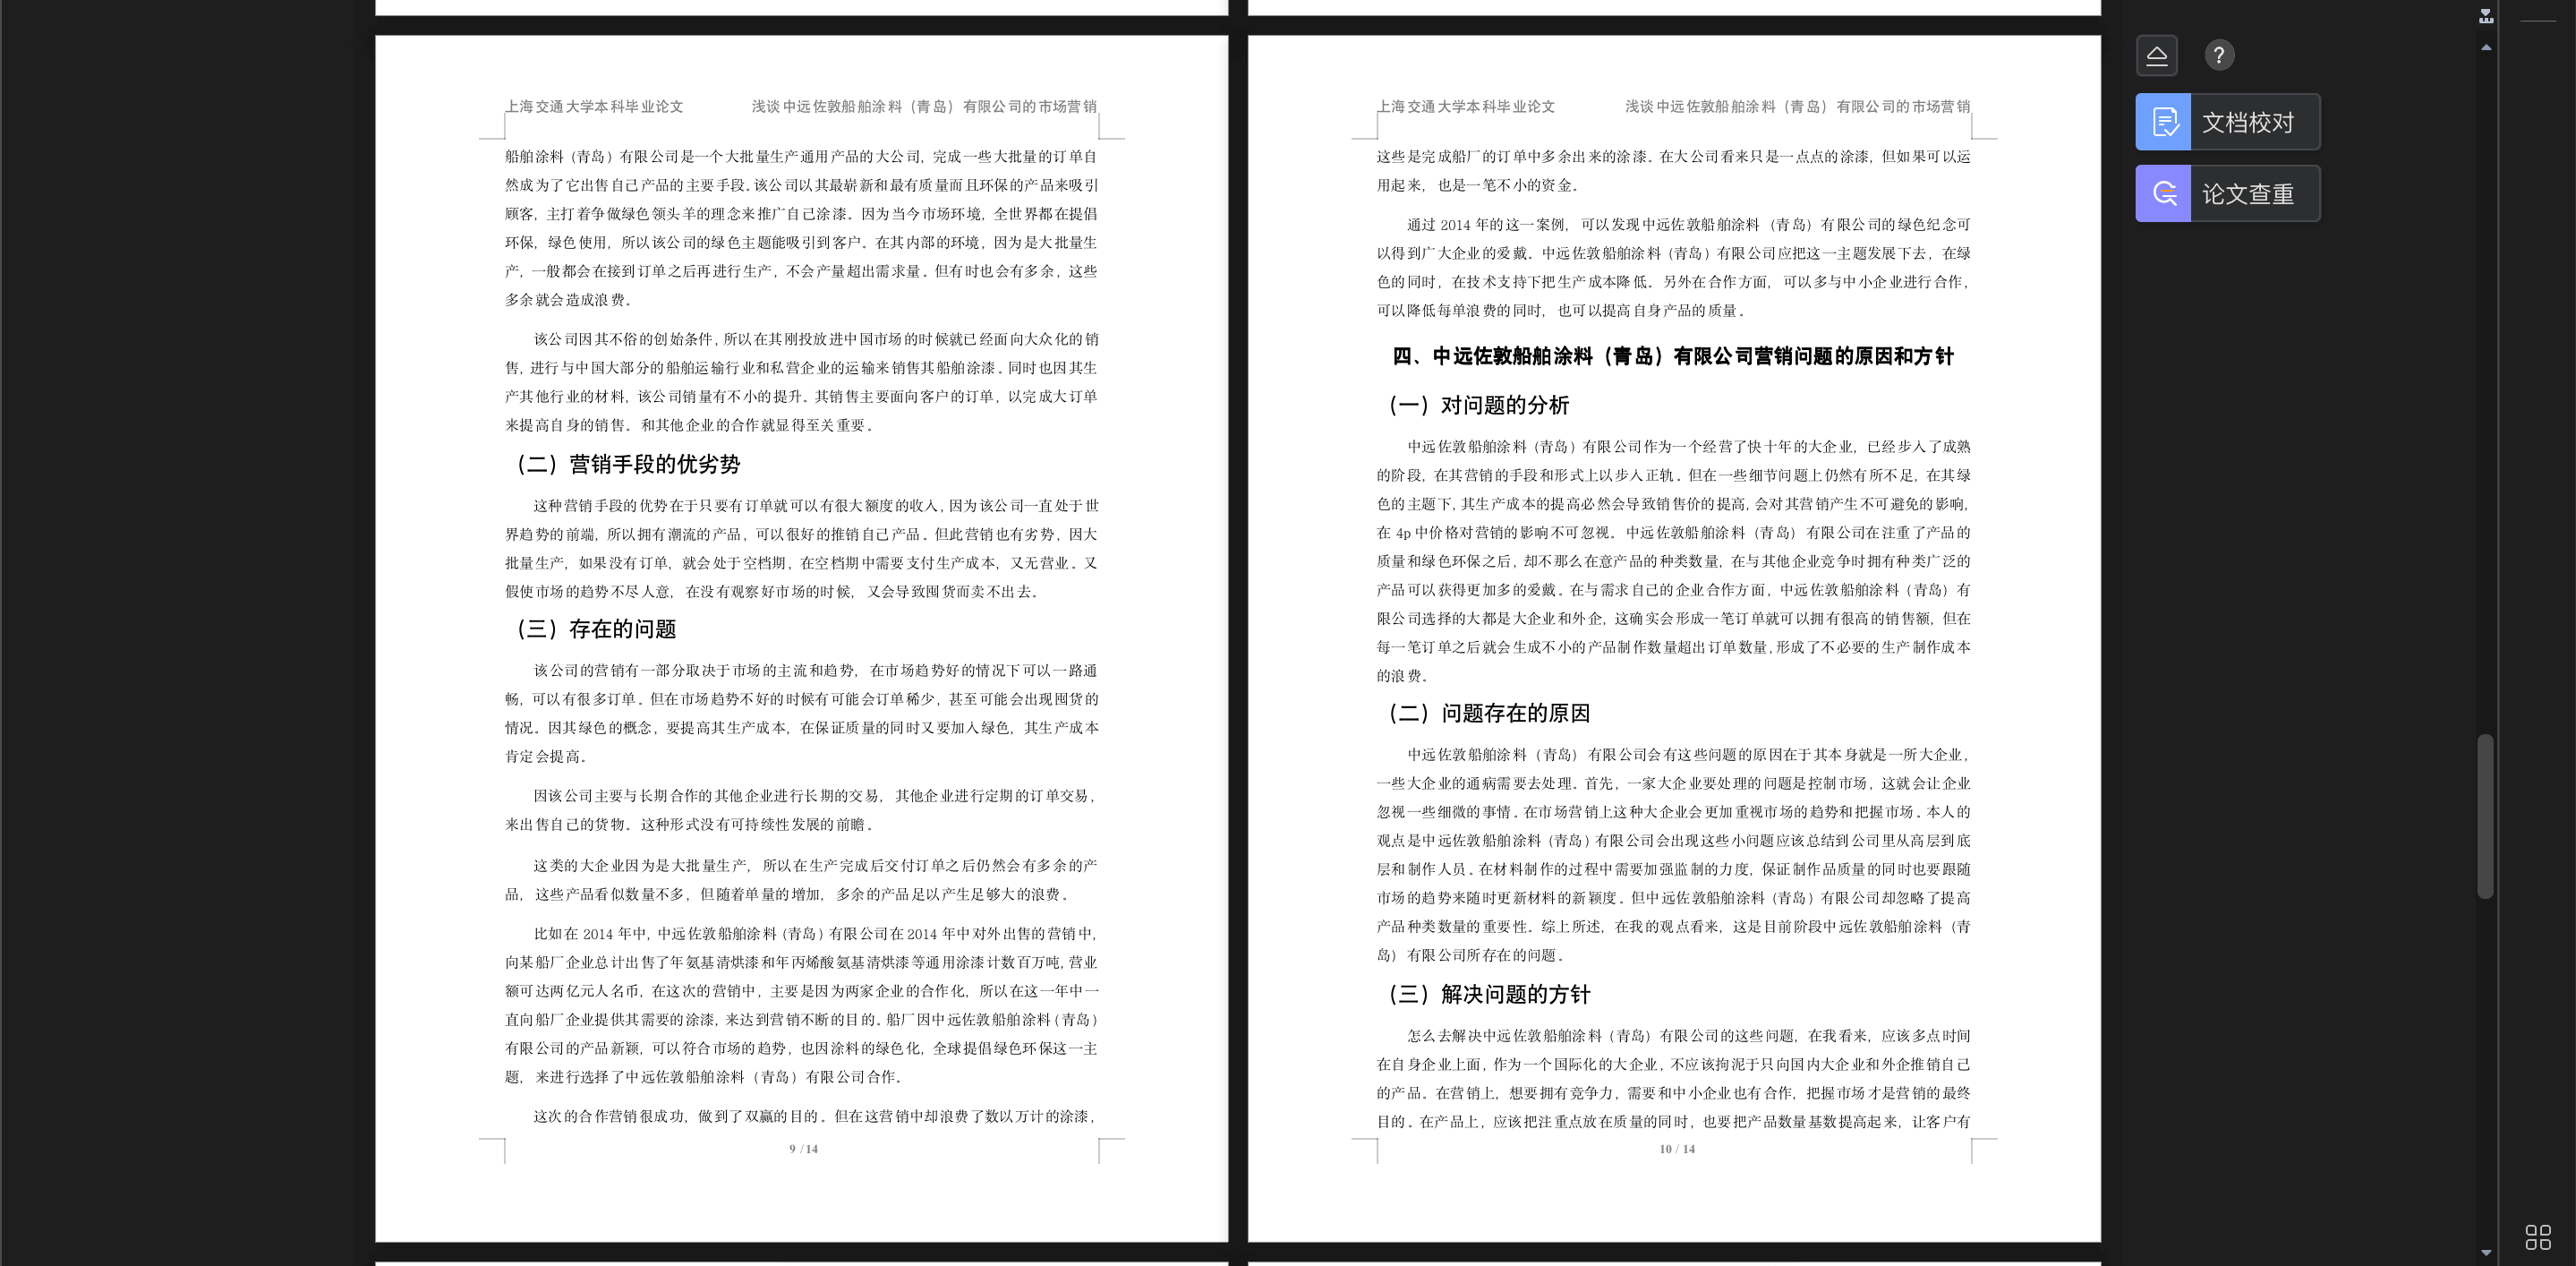 上海交通大学本科毕业论文 浅谈中远佐敦船舶涂料（青岛）有限公司的市场营销
船舶涂料（青岛）有限公司是一个大批量生产通用产品的大公司，完成一些大批量的订单自
然成为了它出售自己产品的主要手段。该公司以其最崭新和最有质量而且环保的产品来吸引
顾客，主打着争做绿色领头羊的理念来推广自己涂漆。因为当今市场环境，全世界都在提倡
环保，绿色使用，所以该公司的绿色主题能吸引到客户。在其内部的环境，因为是大批量生
产，一般都会在接到订单之后再进行生产，不会产量超出需求量。但有时也会有多余，这些
多余就会造成浪费。
该公司因其不俗的创始条件，所以在其刚投放进中国市场的时候就已经面向大众化的销
售，进行与中国大部分的船舶运输行业和私营企业的运输来销售其船舶涂漆。同时也因其生
产其他行业的材料，该公司销量有不小的提升。其销售主要面向客户的订单，以完成大订单
来提高自身的销售。和其他企业的合作就显得至关重要。
（二）营销手段的优劣势
这种营销手段的优势在于只要有订单就可以有很大额度的收入，因为该公司一直处于世
界趋势的前端，所以拥有潮流的产品，可以很好的推销自己产品。但此营销也有劣势，因大
批量生产，如果没有订单，就会处于空档期，在空档期中需要支付生产成本，又无营业。又
假使市场的趋势不尽人意，在没有观察好市场的时候，又会导致囤货而卖不出去。
（三）存在的问题
该公司的营销有一部分取决于市场的主流和趋势，在市场趋势好的情况下可以一路通
畅，可以有很多订单。但在市场趋势不好的时候有可能会订单稀少，甚至可能会出现囤货的
情况。因其绿色的概念，要提高其生产成本，在保证质量的同时又要加入绿色，其生产成本
肯定会提高。
因该公司主要与长期合作的其他企业进行长期的交易，其他企业进行定期的订单交易，
来出售自己的货物。这种形式没有可持续性发展的前瞻。
这类的大企业因为是大批量生产，所以在生产完成后交付订单之后仍然会有多余的产
品，这些产品看似数量不多，但随着单量的增加，多余的产品足以产生足够大的浪费。
比如在 2014 年中，中远佐敦船舶涂料（青岛）有限公司在 2014 年中对外出售的营销中，
向某船厂企业总计出售了年氨基清烘漆和年丙烯酸氨基清烘漆等通用涂漆计数百万吨，营业
额可达两亿元人名币，在这次的营销中，主要是因为两家企业的合作化，所以在这一年中一
直向船厂企业提供其需要的涂漆，来达到营销不断的目的。船厂因中远佐敦船舶涂料（青岛）
有限公司的产品新颖，可以符合市场的趋势，也因涂料的绿色化，全球提倡绿色环保这一主
题，来进行选择了中远佐敦船舶涂料（青岛）有限公司合作。
这次的合作营销很成功，做到了双赢的目的。但在这营销中却浪费了数以万计的涂漆，
9 / 14
上海交通大学本科毕业论文 浅谈中远佐敦船舶涂料（青岛）有限公司的市场营销
这些是完成船厂的订单中多余出来的涂漆。在大公司看来只是一点点的涂漆，但如果可以运
用起来，也是一笔不小的资金。
通过 2014 年的这一案例，可以发现中远佐敦船舶涂料（青岛）有限公司的绿色纪念可
以得到广大企业的爱戴。中远佐敦船舶涂料（青岛）有限公司应把这一主题发展下去，在绿
色的同时，在技术支持下把生产成本降低。另外在合作方面，可以多与中小企业进行合作，
可以降低每单浪费的同时，也可以提高自身产品的质量。
四、中远佐敦船舶涂料（青岛）有限公司营销问题的原因和方针
（一）对问题的分析
中远佐敦船舶涂料（青岛）有限公司作为一个经营了快十年的大企业，已经步入了成熟
的阶段，在其营销的手段和形式上以步入正轨。但在一些细节问题上仍然有所不足，在其绿
色的主题下，其生产成本的提高必然会导致销售价的提高，会对其营销产生不可避免的影响，
在 4p 中价格对营销的影响不可忽视。中远佐敦船舶涂料（青岛）有限公司在注重了产品的
质量和绿色环保之后，却不那么在意产品的种类数量，在与其他企业竞争时拥有种类广泛的
产品可以获得更加多的爱戴。在与需求自己的企业合作方面，中远佐敦船舶涂料（青岛）有
限公司选择的大都是大企业和外企，这确实会形成一笔订单就可以拥有很高的销售额，但在
每一笔订单之后就会生成不小的产品制作数量超出订单数量，形成了不必要的生产制作成本
的浪费。
（二）问题存在的原因
中远佐敦船舶涂料（青岛）有限公司会有这些问题的原因在于其本身就是一所大企业，
一些大企业的通病需要去处理。首先，一家大企业要处理的问题是控制市场，这就会让企业
忽视一些细微的事情。在市场营销上这种大企业会更加重视市场的趋势和把握市场。本人的
观点是中远佐敦船舶涂料（青岛）有限公司会出现这些小问题应该总结到公司里从高层到底
层和制作人员。在材料制作的过程中需要加强监制的力度，保证制作品质量的同时也要跟随
市场的趋势来随时更新材料的新颖度。但中远佐敦船舶涂料（青岛）有限公司却忽略了提高
产品种类数量的重要性。综上所述，在我的观点看来，这是目前阶段中远佐敦船舶涂料（青
岛）有限公司所存在的问题。
（三）解决问题的方针
怎么去解决中远佐敦船舶涂料（青岛）有限公司的这些问题，在我看来，应该多点时间
在自身企业上面，作为一个国际化的大企业，不应该拘泥于只向国内大企业和外企推销自己
的产品。在营销上，想要拥有竞争力，需要和中小企业也有合作，把握市场才是营销的最终
目的。在产品上，应该把注重点放在质量的同时，也要把产品数量基数提高起来，让客户有
10 / 14
?
文档校对
论文查重